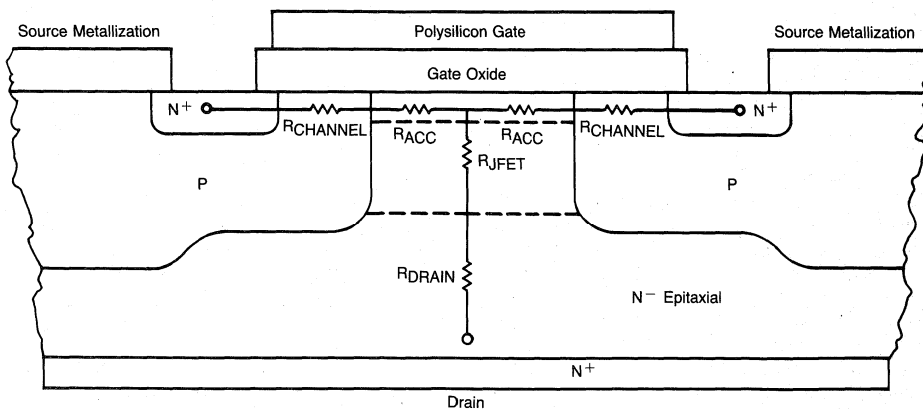 Source Metallization
Polysilicon Gate
Source Metallization
Gate Oxide
N+
N+
RCHANNEL
RACC
RACC
RCHANNEL
RJFET
P
P
RDRAIN
N− Epitaxial
N+
Drain